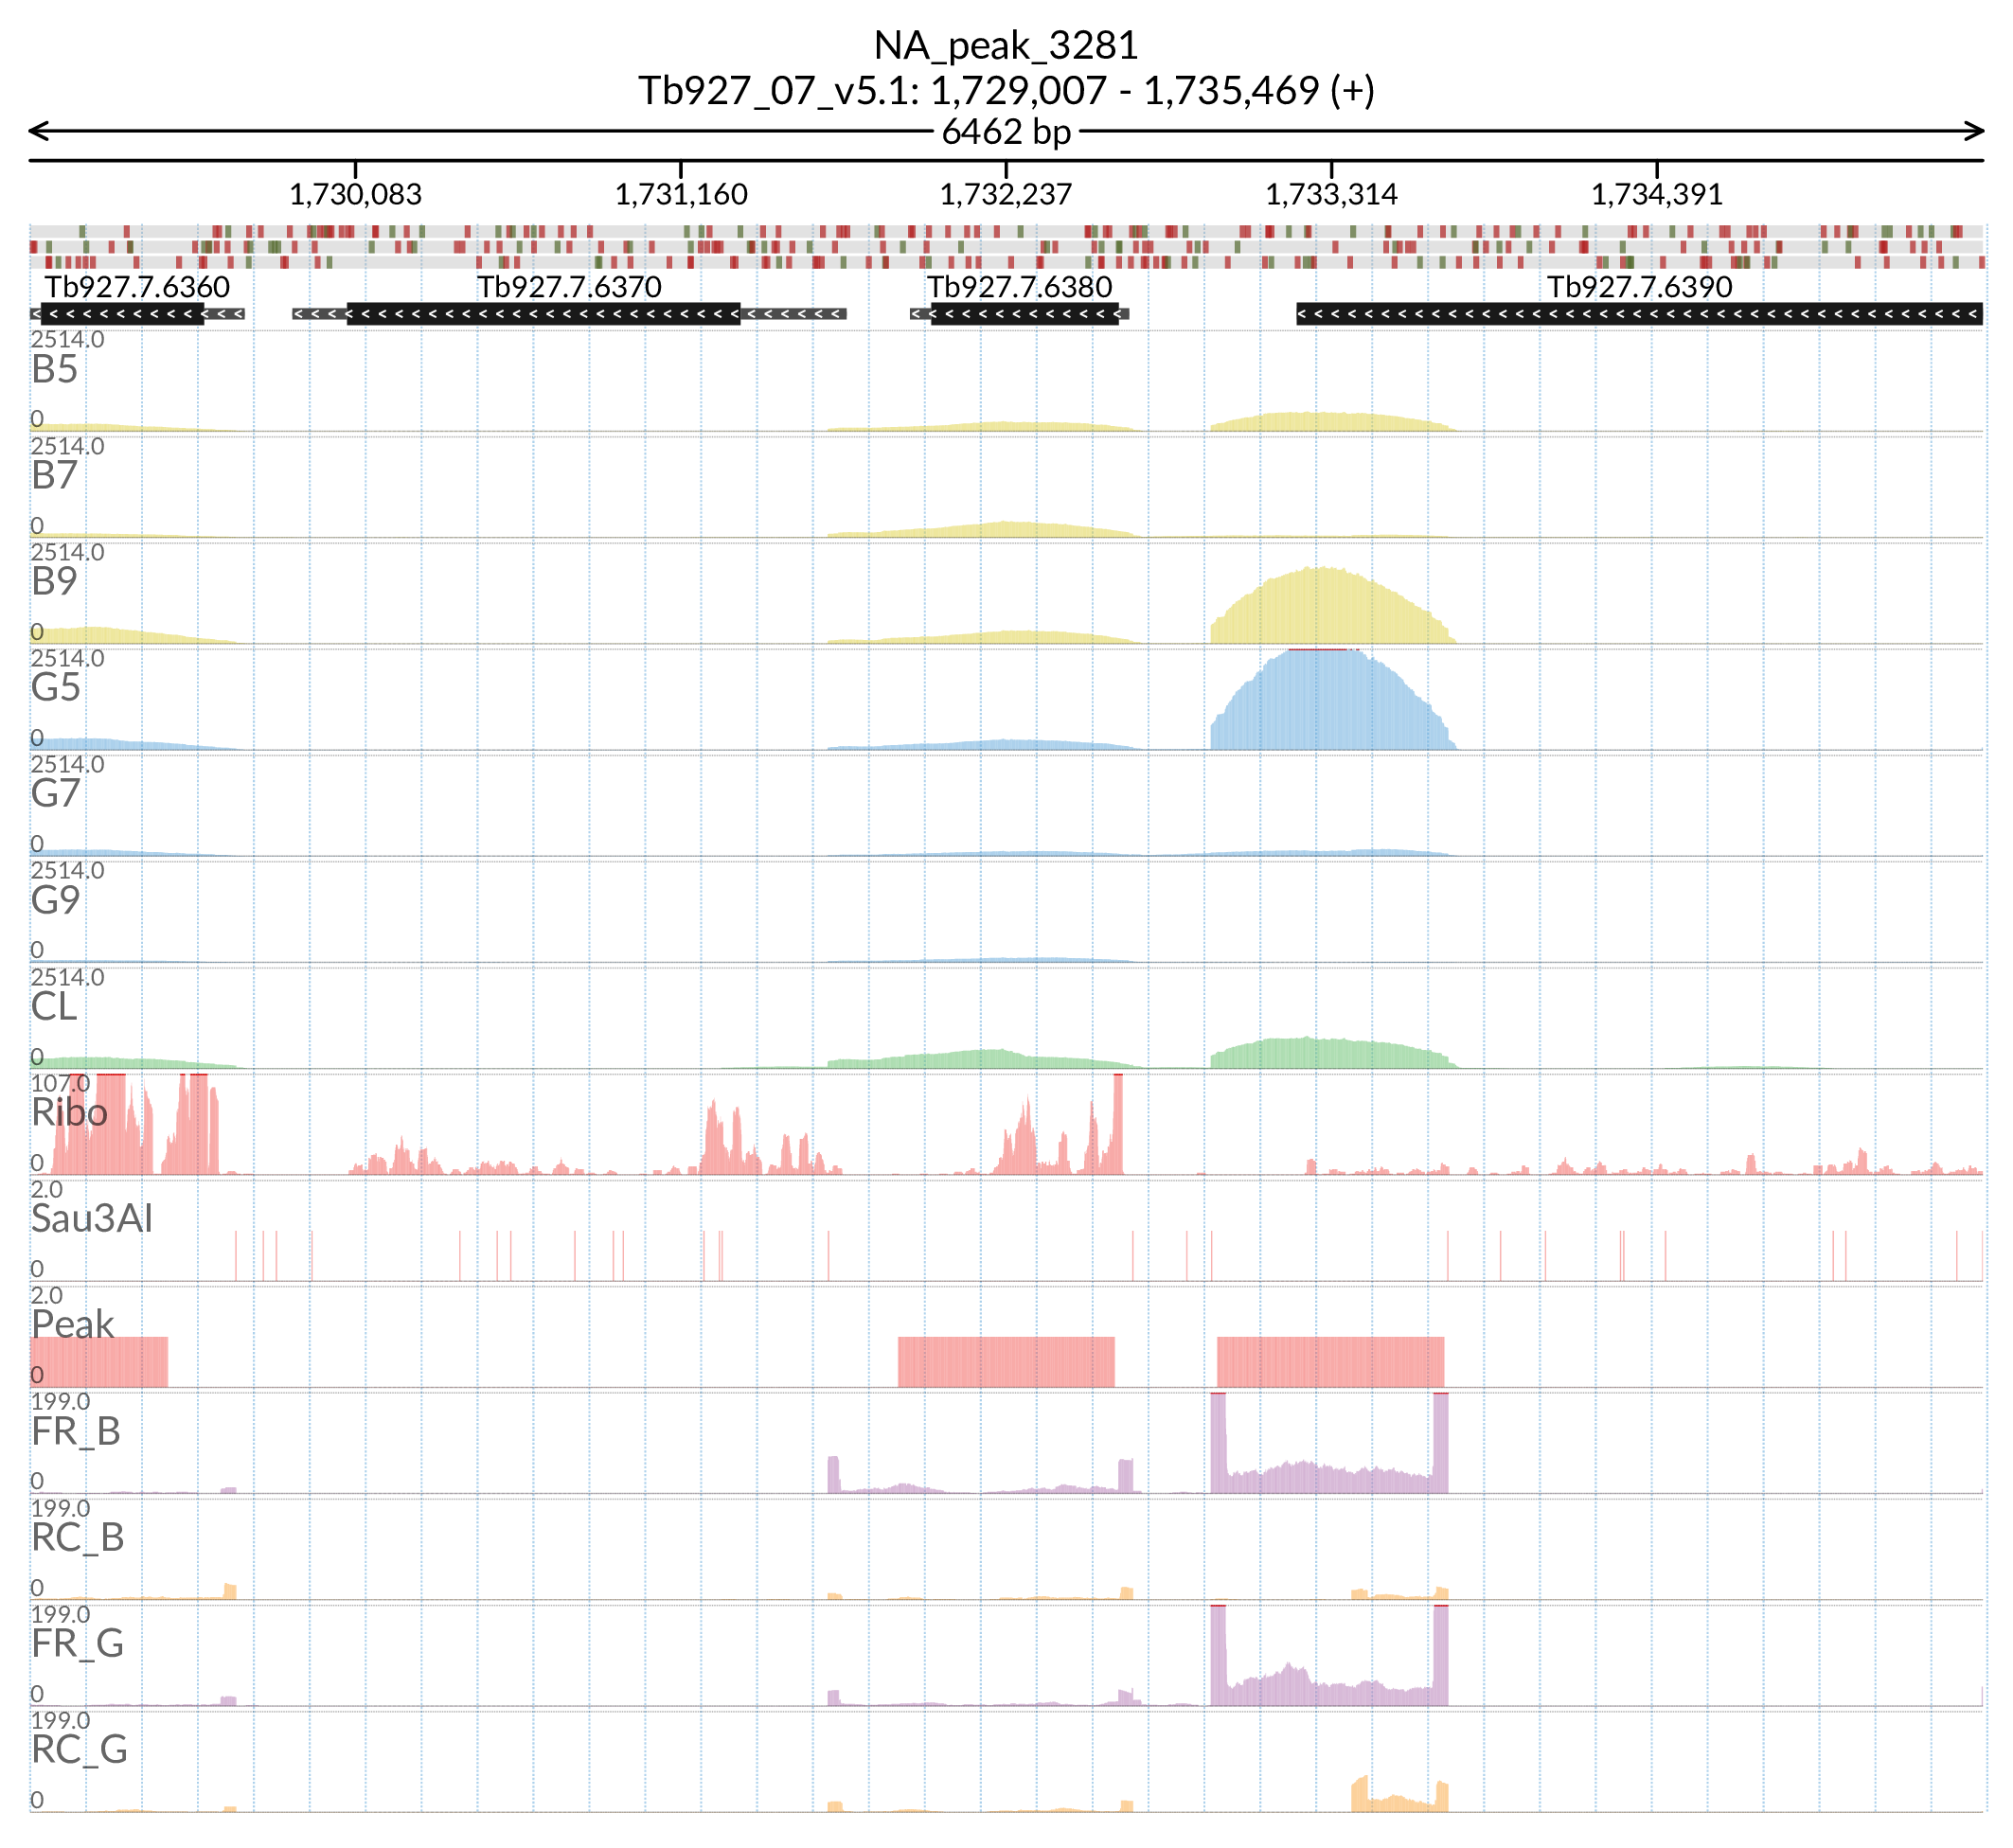 NA_peak_3281
Tb927_07_v5.1: 1,729,007 - 1,735,469 (+)
6462 bp
1,730,083 1,731,160 1,732,237 1,733,314 1,734,391
Tb927.7.6360 Tb927.7.6370 Tb927.7.6380 Tb927.7.6390
2514.0
B5
0
2514.0
B7
0
2514.0
B9
0
2514.0
G5
0
2514.0
G7
0
2514.0
G9
0
2514.0
CL
0
107.0
Ribo
0
2.0
Sau3AI
0
2.0
Peak
0
199.0
FR_B
0
199.0
RC_B
0
199.0
FR_G
0
199.0
RC_G
0